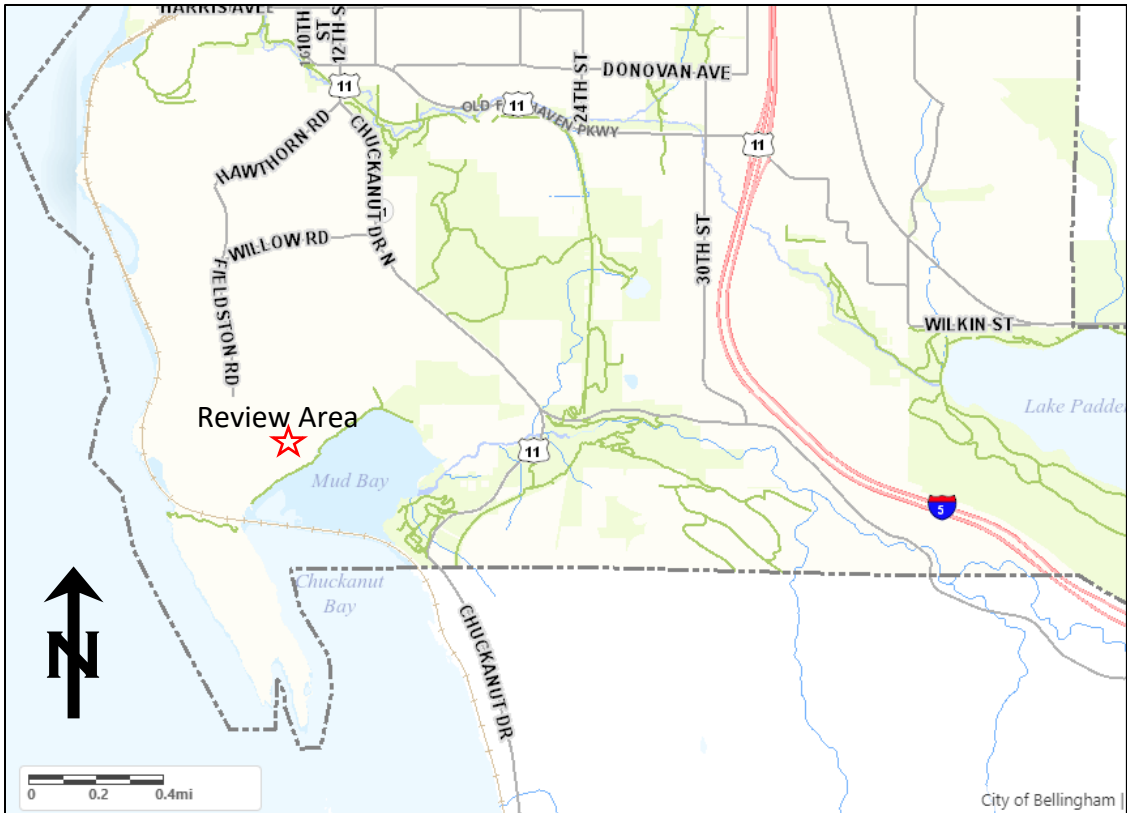 HARRIS AVE
10TH ST
12TH S
11
DONOVAN AVE
24TH ST
OLD F
11
HAVEN PKWY
11
HAWTHORN RD
CHUCKANUT DR N
WILLOW RD
FIELDSTON RD
30TH ST
WILKIN ST
Lake Padden
Review Area
11
Mud Bay
5
Chuckanut
Bay
CHUCKANUT DR
N
0 0.2 0.4mi
City of Bellingham |